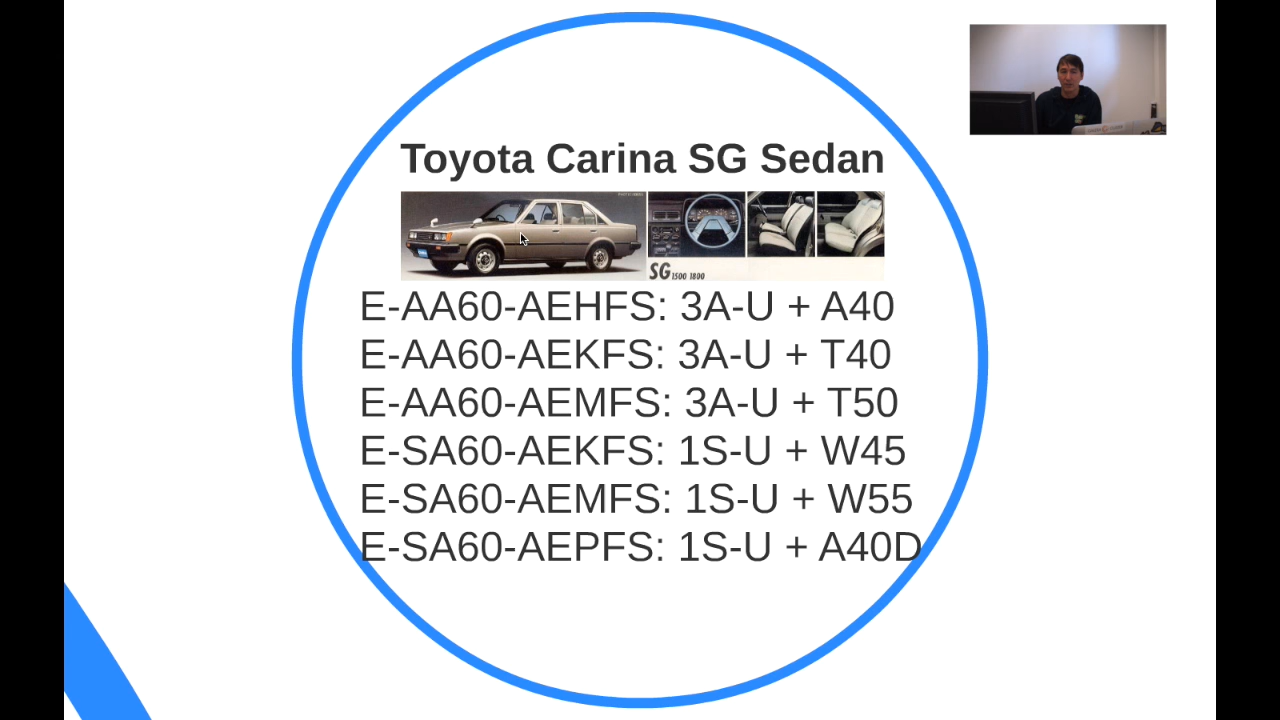 Toyota Carina SG Sedan
SG 1500 1800
E-AA60-AEHFS: 3A-U + A40
E-AA60-AEKFS: 3A-U + T40
E-AA60-AEMFS: 3A-U + T50
E-SA60-AEKFS: 1S-U + W45
E-SA60-AEMFS: 1S-U + W55
E-SA60-AEPFS: 1S-U + A40D